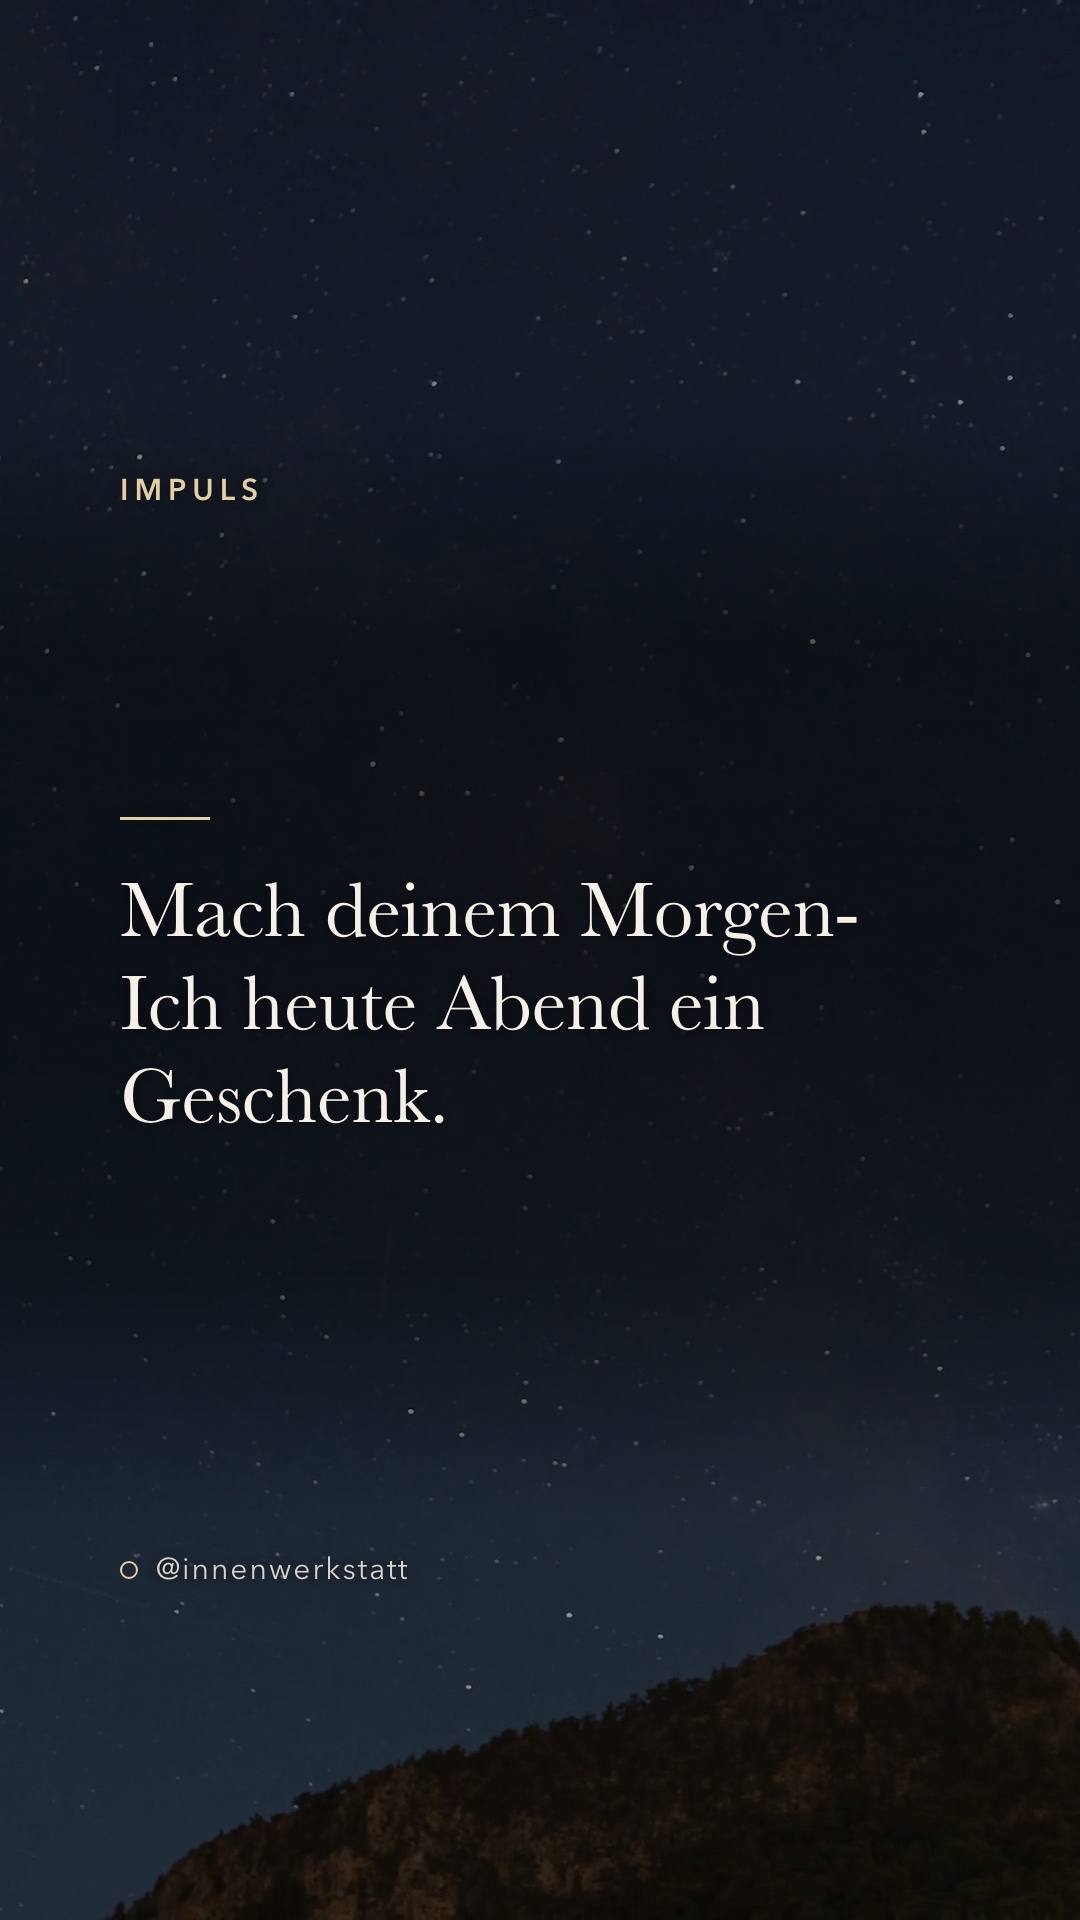 IMPULS
Mach deinem Morgen-
Ich heute Abend ein
Geschenk.
@innenwerkstatt